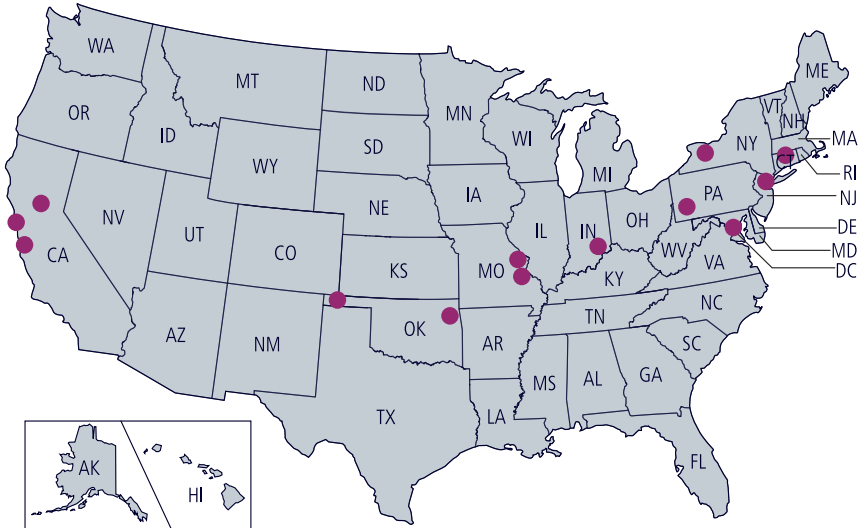 WA
MT
ND
MN
ME
VT
NH
OR
ID
SD
WI
NY
MA
WY
MI
CT
RI
IA
PA
NJ
NE
NV
UT
IL
IN
OH
DE
CA
CO
KS
MO
WV
VA
MD
DC
KY
NC
AZ
NM
OK
TN
AR
SC
MS
AL
GA
TX
LA
FL
AK
HI